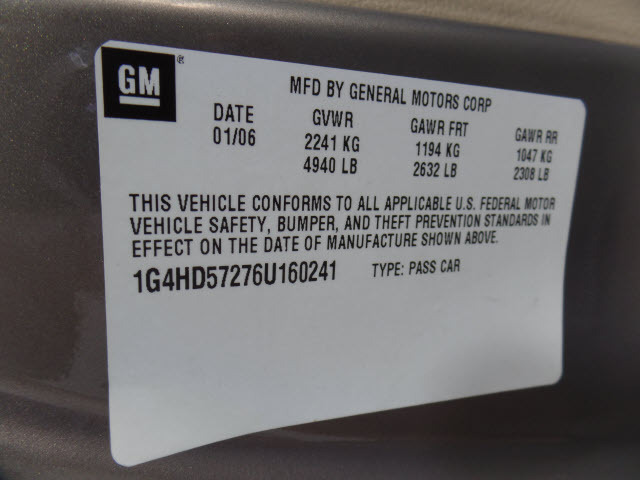 GM®
MFD BY GENERAL MOTORS CORP
DATE GVWR GAWR FRT GAWR RR
01/06 2241 KG 1194 KG 1047 KG
4940 LB 2632 LB 2308 LB
THIS VEHICLE CONFORMS TO ALL APPLICABLE U.S. FEDERAL MOTOR
VEHICLE SAFETY, BUMPER, AND THEFT PREVENTION STANDARDS IN
EFFECT ON THE DATE OF MANUFACTURE SHOWN ABOVE.
1G4HD57276U160241 TYPE: PASS CAR